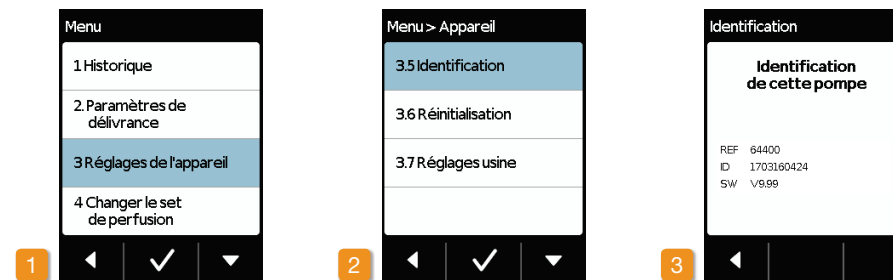 Menu
1 Historique
2. Paramètres de
délivrance
3 Réglages de l'appareil
4 Changer le set
de perfusion
1
Menu > Appareil
3.5 Identification
3.6 Réinitialisation
3.7 Réglages usine
2
Identification
Identification
de cette pompe
REF 64400
ID 1703160424
SW V9.99
3